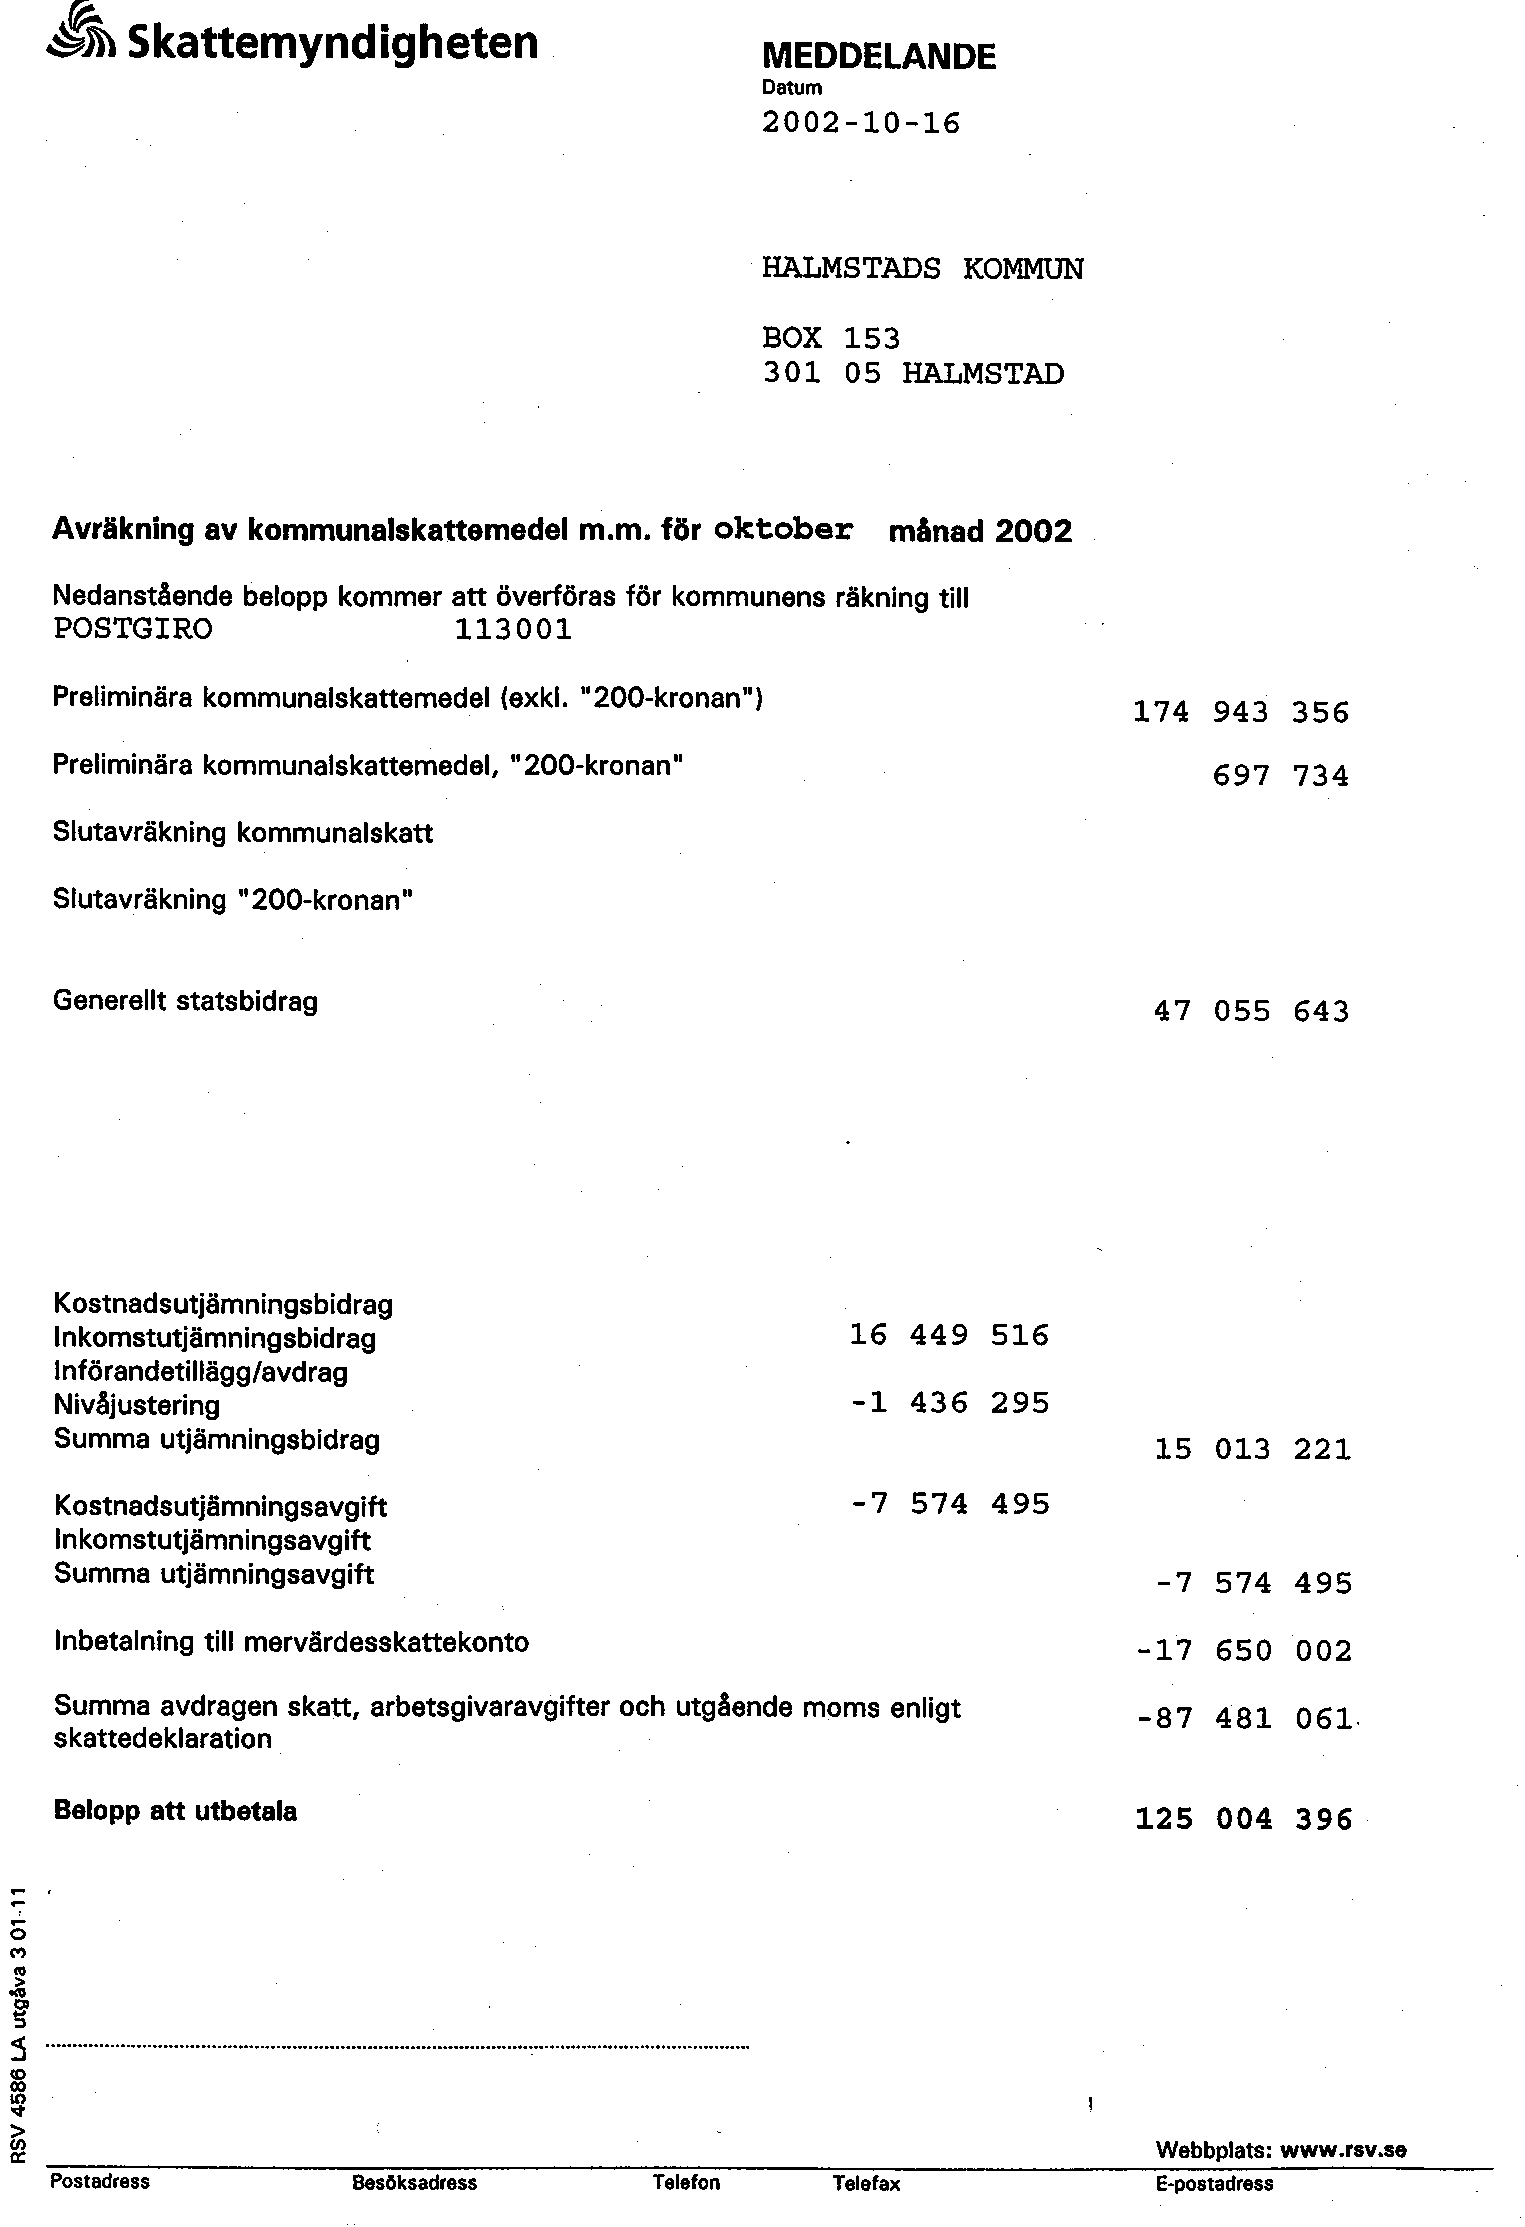 Skattemyndigheten
MEDDELANDE
Datum
2002-10-16
HALMSTADS KOMMUN
BOX 153
301 05 HALMSTAD
Avräkning av kommunalskattemedel m.m. för oktober månad 2002
Nedanstående belopp kommer att överföras för kommunens räkning till
POSTGIRO 113001
Preliminära kommunalskattemedel (exkl. "200-kronan") 174 943 356
Preliminära kommunalskattemedel, "200-kronan" 697 734
Slutavräkning kommunalskatt
Slutavräkning "200-kronan"
Generellt statsbidrag 47 055 643
Kostnadsutjämningsbidrag
Inkomstutjämningsbidrag 16 449 516
Införandetillägg/avdrag
Nivåjustering -1 436 295
Summa utjämningsbidrag 15 013 221
Kostnadsutjämningsavgift -7 574 495
Inkomstutjämningsavgift
Summa utjämningsavgift -7 574 495
Inbetalning till mervärdesskattekonto -17 650 002
Summa avdragen skatt, arbetsgivaravgifter och utgående moms enligt
skattedeklaration -87 481 061
Belopp att utbetala 125 004 396
RSV 4586 LA utgåva 3 01-11
Webbplats: www.rsv.se
Postadress Besöksadress Telefon Telefax E-postadress